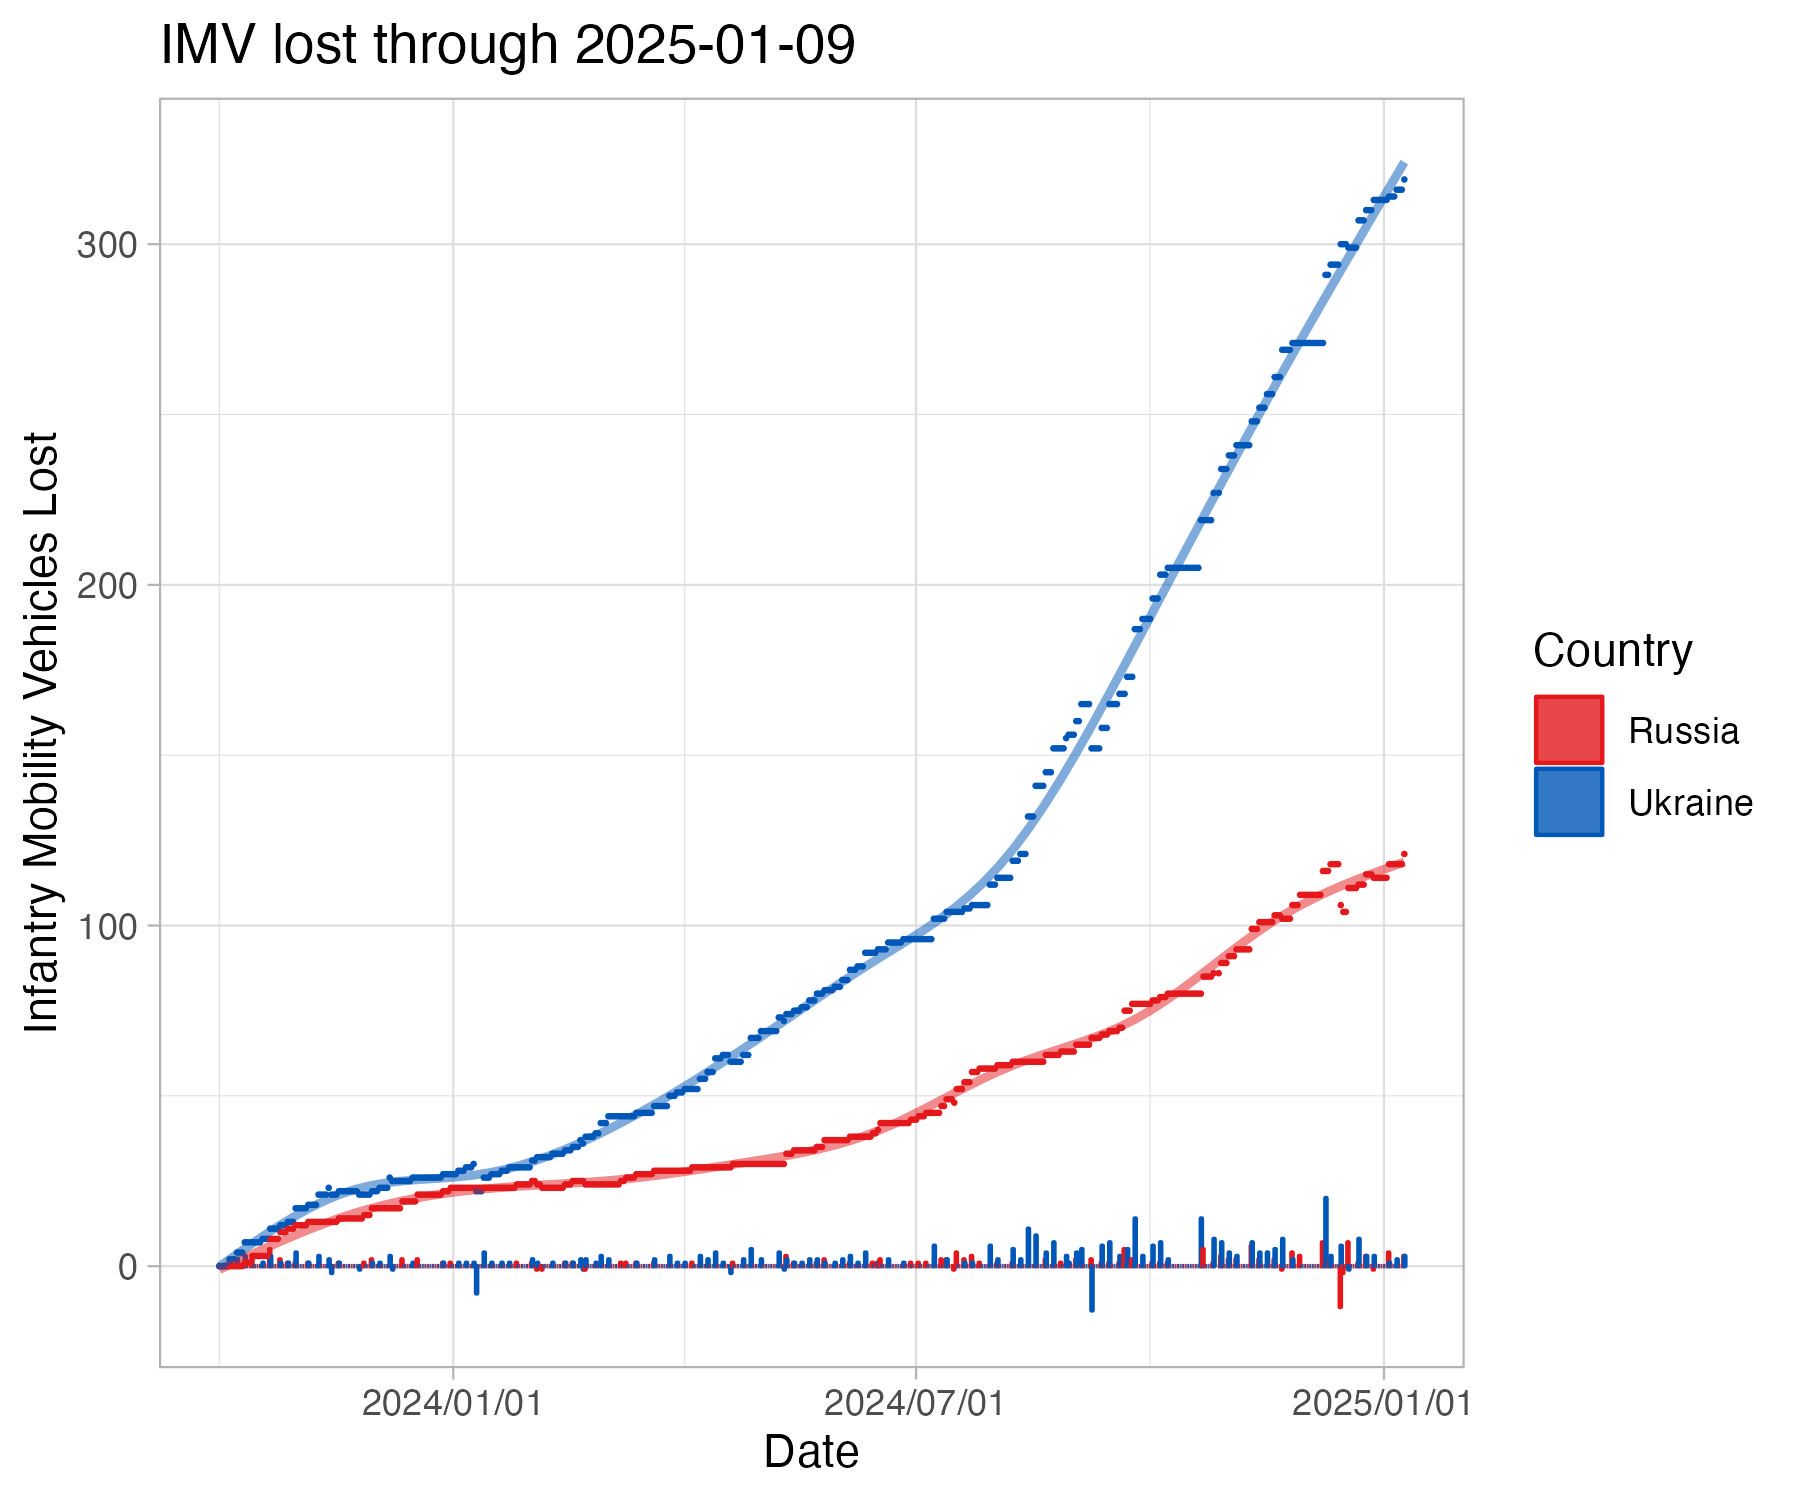 IMV lost through 2025-01-09
Infantry Mobility Vehicles Lost
300
200
100
0
2024/01/01
2024/07/01
2025/01/01
Date
Country
Russia
Ukraine